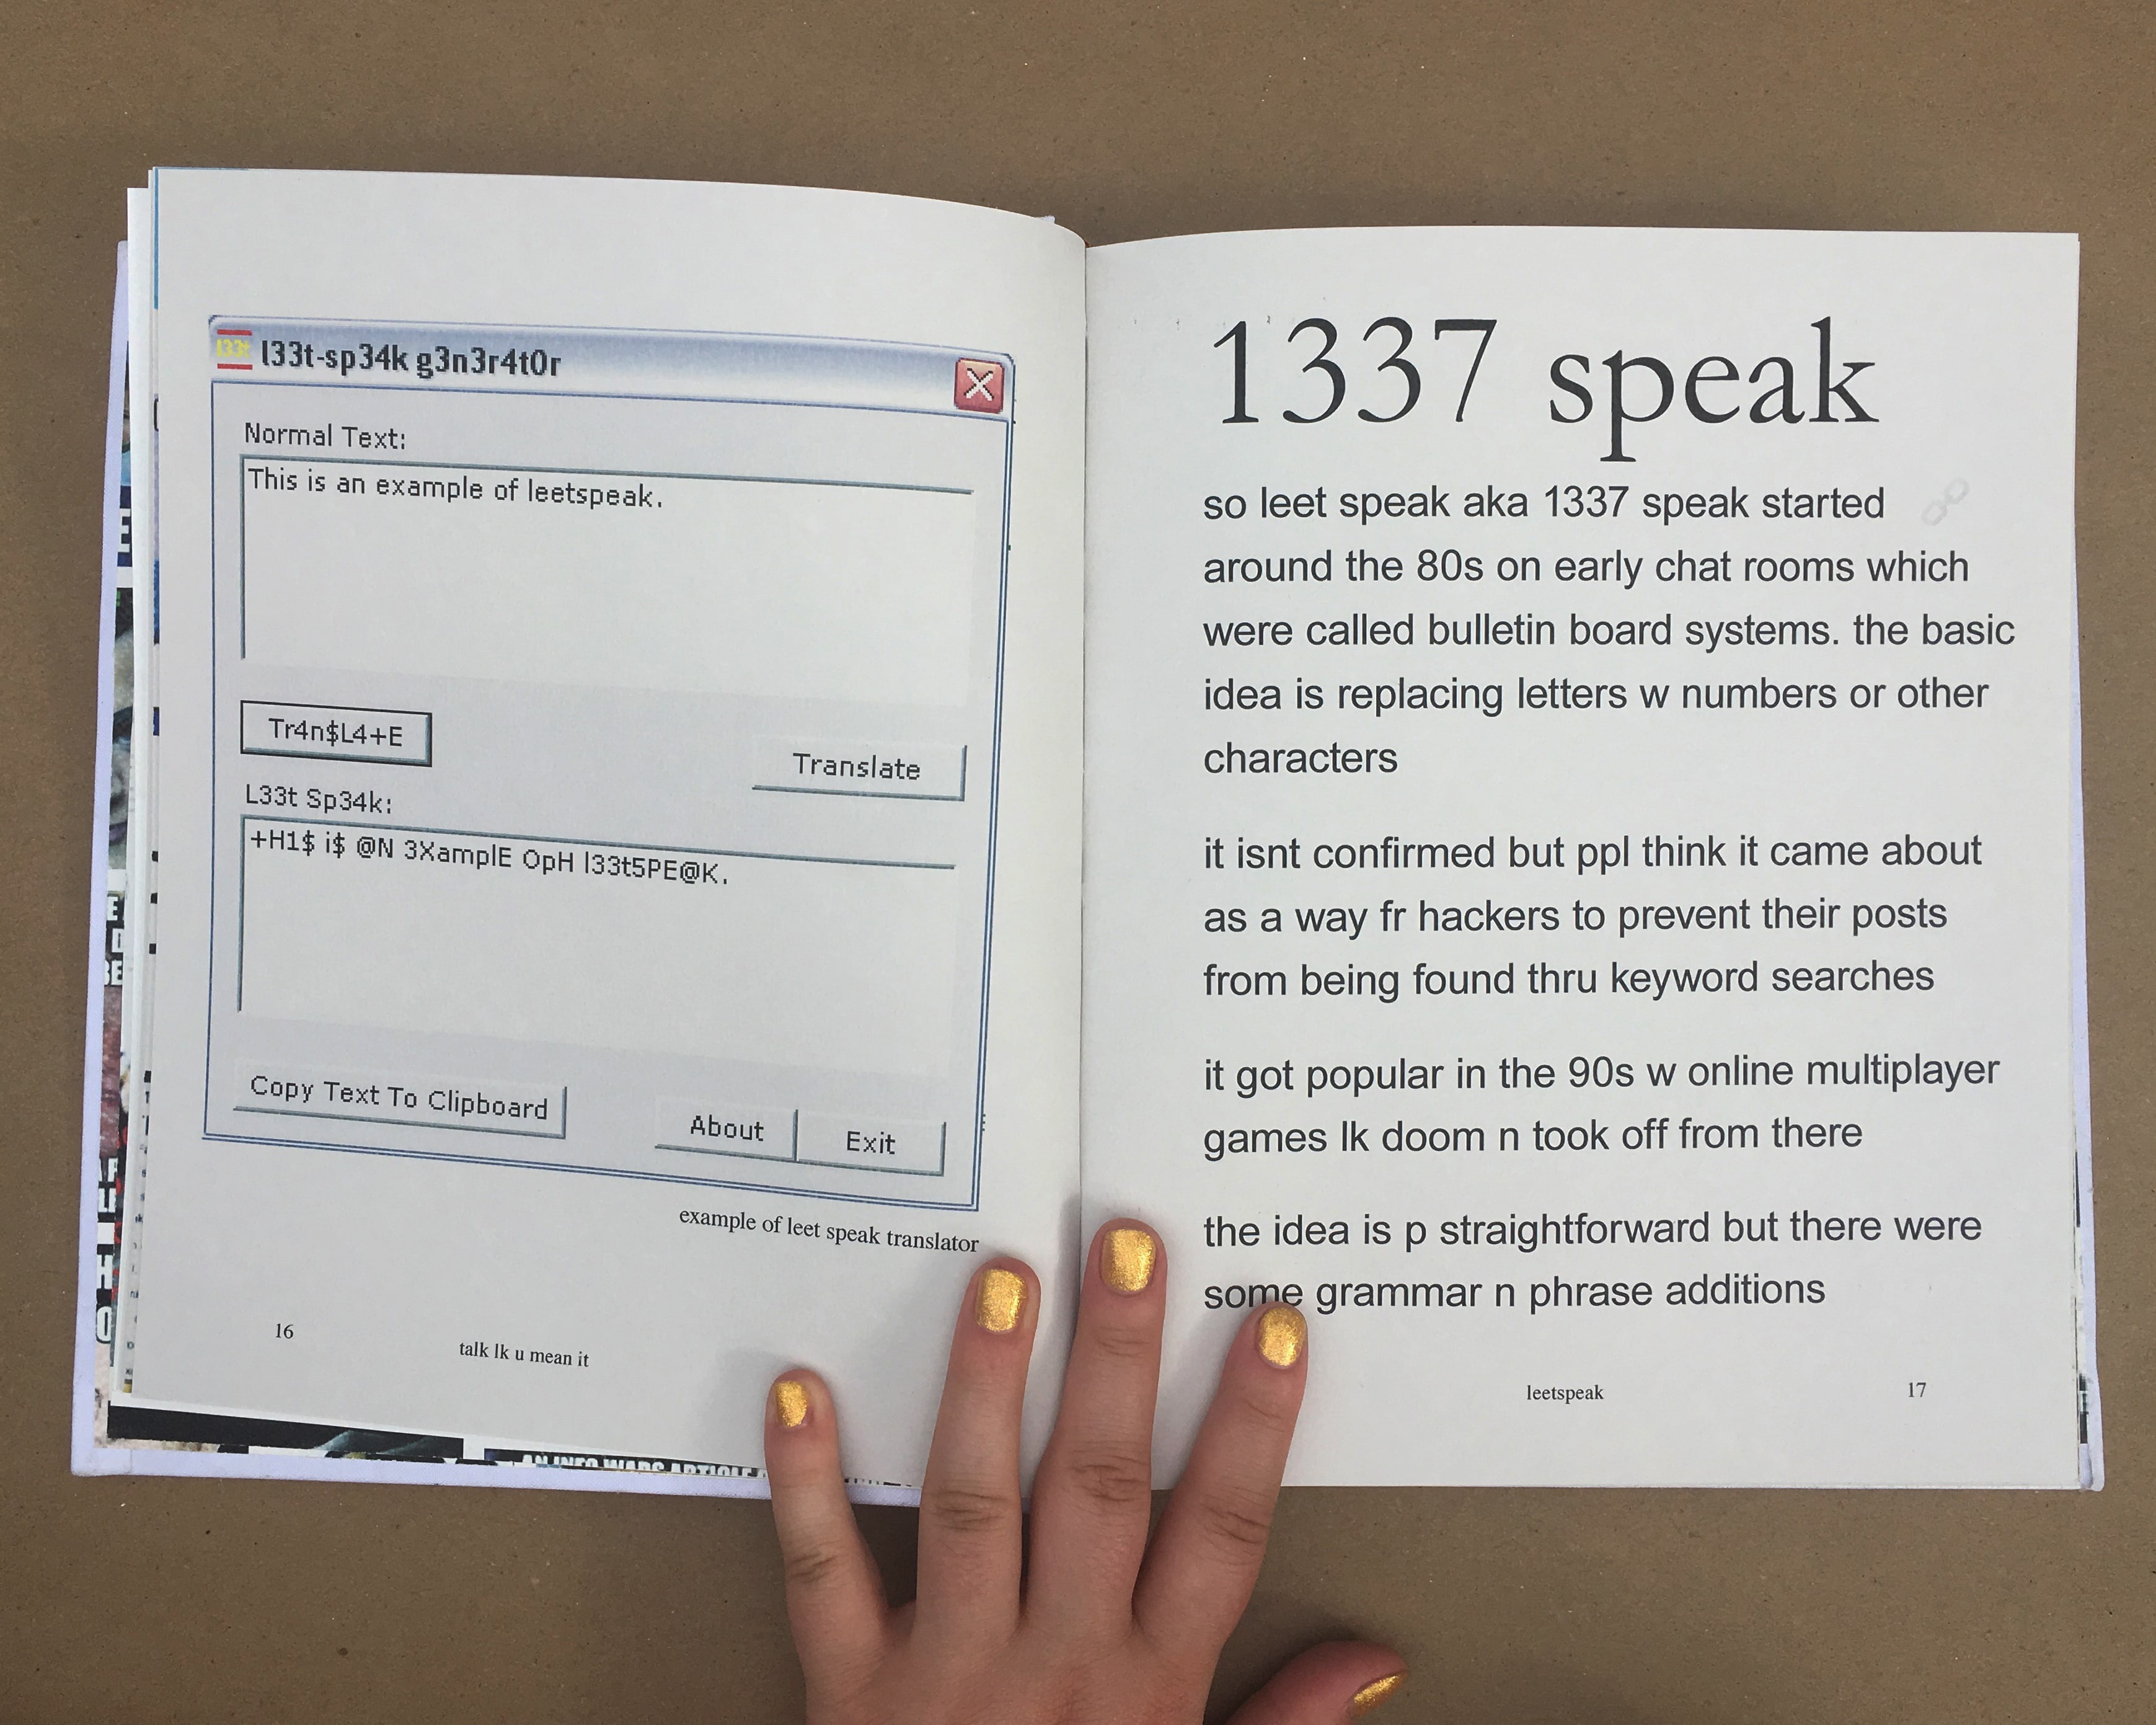 l33t
l33t-sp34k g3n3r4t0r
Normal Text:
This is an example of leetspeak.
Tr4n$L4+E
Translate
L33t Sp34k:
+H1$ i$ @N 3XamplE OpH l33t5PE@K.
Copy Text To Clipboard
About
Exit
example of leet speak translator
16
talk lk u mean it
AN INFO WARS ARTICLE
1337 speak
so leet speak aka 1337 speak started
around the 80s on early chat rooms which
were called bulletin board systems. the basic
idea is replacing letters w numbers or other
characters
it isnt confirmed but ppl think it came about
as a way fr hackers to prevent their posts
from being found thru keyword searches
it got popular in the 90s w online multiplayer
games lk doom n took off from there
the idea is p straightforward but there were
some grammar n phrase additions
leetspeak
17